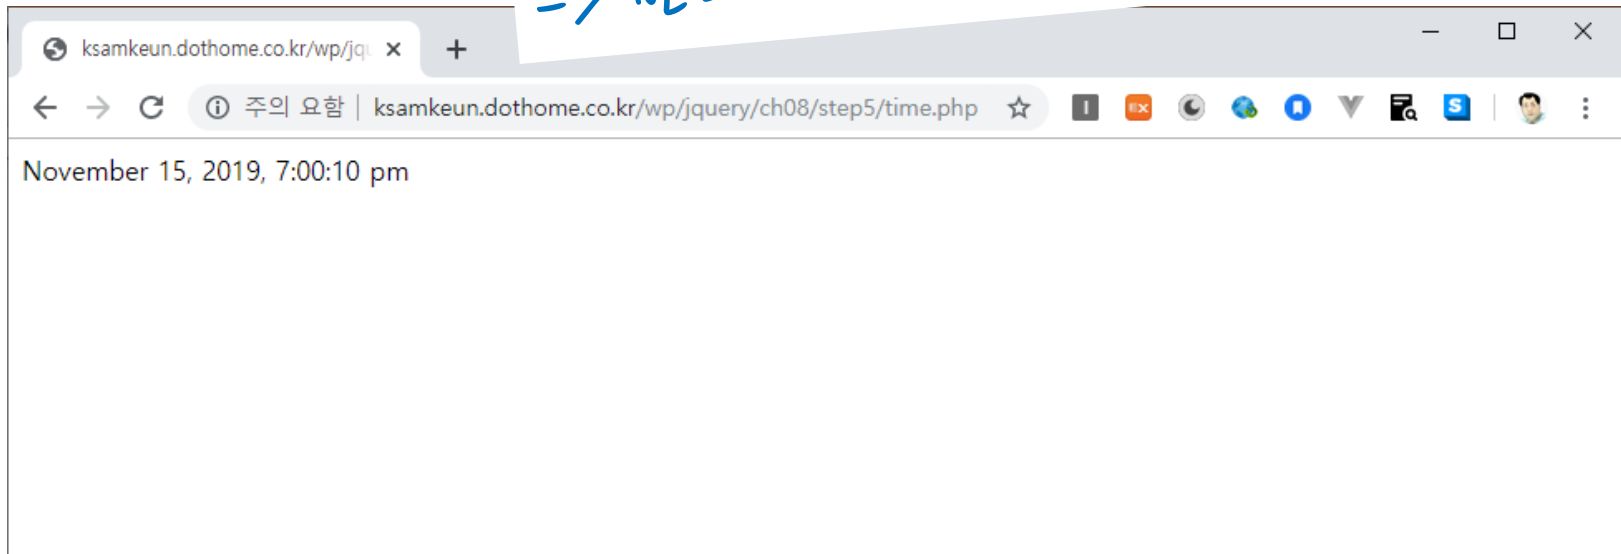 ksamkeun.dothome.co.kr/wp/jq
주의 요함 | ksamkeun.dothome.co.kr/wp/jquery/ch08/step5/time.php
November 15, 2019, 7:00:10 pm